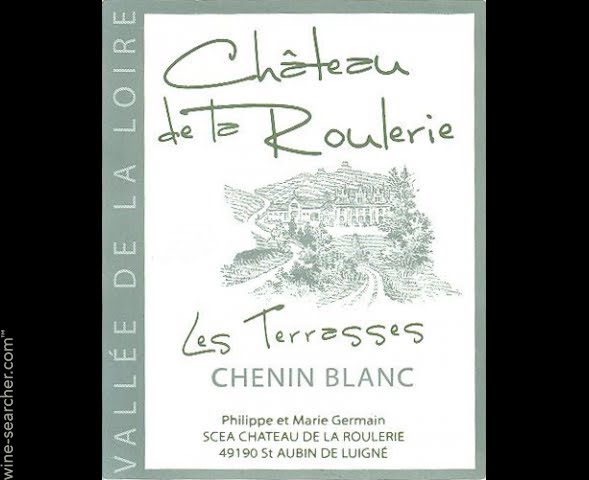 VALLÉE DE LA LOIRE
Château
de la Roulerie
Les Terrasses
CHENIN BLANC
Philippe et Marie Germain
SCEA CHATEAU DE LA ROULERIE
49190 St AUBIN DE LUIGNÉ
wine-searcher.com™